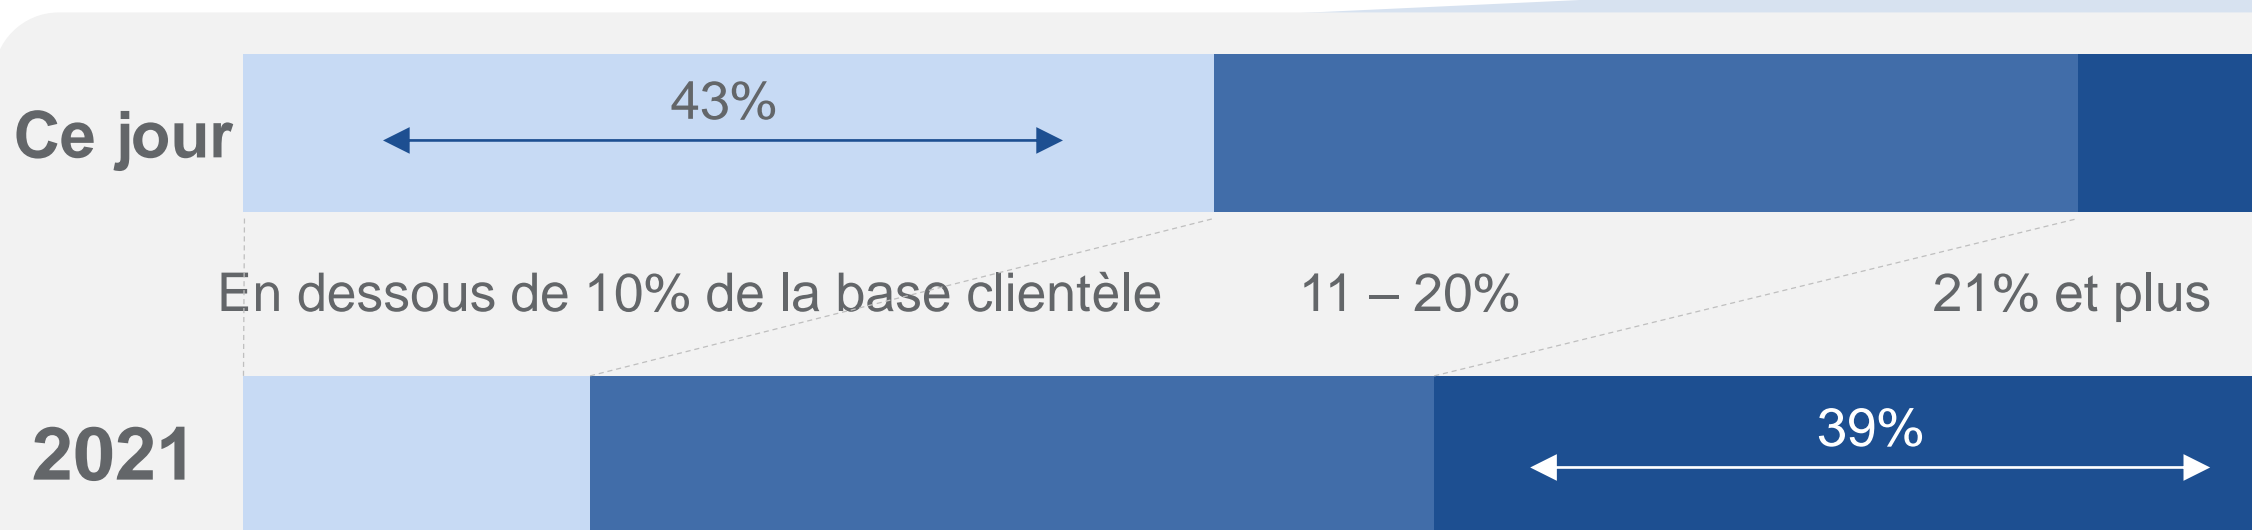 43%
Ce jour
En dessous de 10% de la base clientèle
11 – 20%
21% et plus
39%
2021